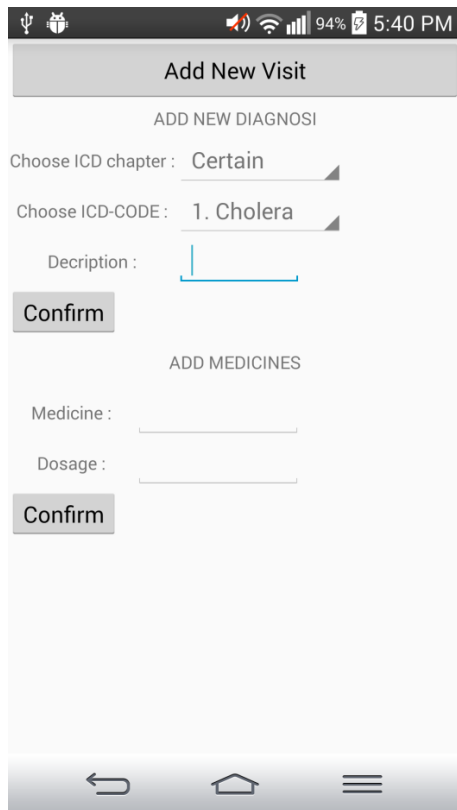 94% 5:40 PM
Add New Visit
ADD NEW DIAGNOSI
Choose ICD chapter : Certain
Choose ICD-CODE : 1. Cholera
Decription :
Confirm
ADD MEDICINES
Medicine :
Dosage :
Confirm